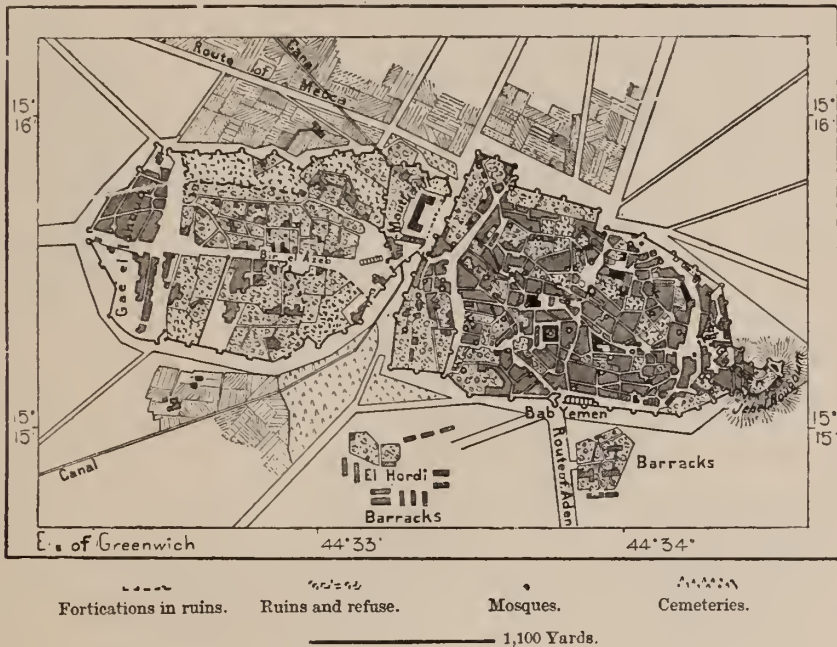 Route of Mecca
Canal
15°
16'
15°
16'
Bir el Azeb
Bab Yemen
15°
15'
15°
15'
Canal
El Hordi
Barracks
Route of Aden
Barracks
E. of Greenwich
44°33'
44°34'
Fortications in ruins.
Ruins and refuse.
Mosques.
Cemeteries.
1,100 Yards.